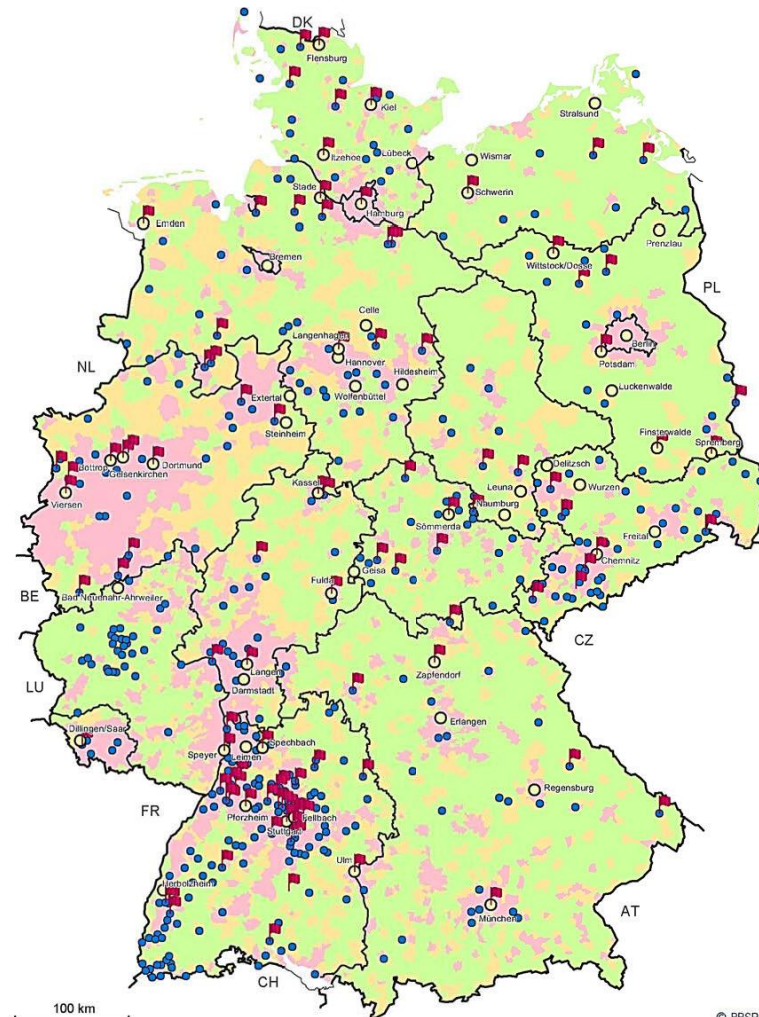 DK
Flensburg
Kiel
Stralsund
Itzehoe
Lübeck
Wismar
Stade
Schwerin
Hamburg
Emden
Prenzlau
Bremen
Wittstock/Dosse
PL
Celle
Langenhagen
Hannover
Berlin
Potsdam
NL
Hildesheim
Extertal
Wolfenbüttel
Luckenwalde
Steinheim
Finsterwalde
Spremberg
Bottrop
Gelsenkirchen
Dortmund
Delitzsch
Viersen
Kassel
Leuna
Wurzen
Naumburg
Sömmerda
Freital
Chemnitz
Geisa
Fulda
BE
Bad Neuenahr-Ahrweiler
CZ
LU
Langen
Zapfendorf
Darmstadt
Dillingen/Saar
Erlangen
Speyer
Leimen
Spechbach
Regensburg
FR
Pforzheim
Fellbach
Stuttgart
Ulm
Herbolzheim
München
AT
CH
100 km